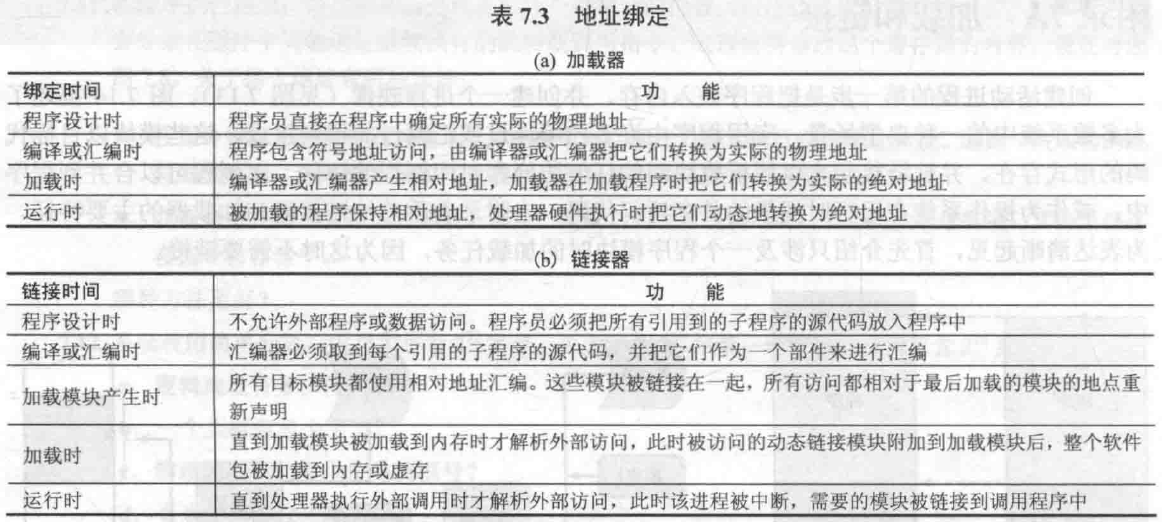 表 7.3 地址绑定
(a) 加载器
绑定时间 功 能
程序设计时 程序员直接在程序中确定所有实际的物理地址
编译或汇编时 程序包含符号地址访问，由编译器或汇编器把它们转换为实际的物理地址
加载时 编译器或汇编器产生相对地址，加载器在加载程序时把它们转换为实际的绝对地址
运行时 被加载的程序保持相对地址，处理器硬件执行时把它们动态地转换为绝对地址
(b) 链接器
链接时间 功 能
程序设计时 不允许外部程序或数据访问。程序员必须把所有引用到的子程序的源代码放入程序中
编译或汇编时 汇编器必须取到每个引用的子程序的源代码，并把它们作为一个部件来进行汇编
加载模块产生时 所有目标模块都使用相对地址汇编。这些模块被链接在一起，所有访问都相对于最后加载的模块的地点重
新声明
加载时 直到加载模块被加载到内存时才解析外部访问，此时被访问的动态链接模块附加到加载模块后，整个软件
包被加载到内存或虚存
运行时 直到处理器执行外部调用时才解析外部访问，此时该进程被中断，需要的模块被链接到调用程序中